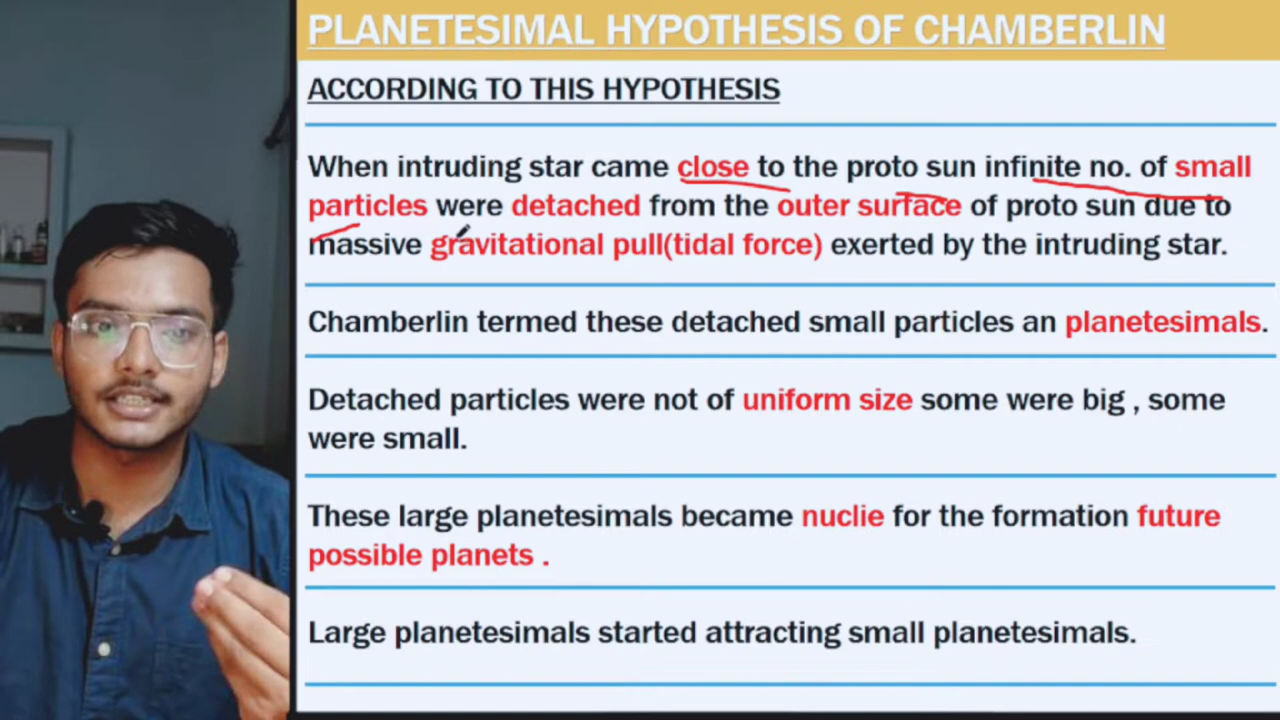 PLANETESIMAL HYPOTHESIS OF CHAMBERLIN
ACCORDING TO THIS HYPOTHESIS
When intruding star came close to the proto sun infinite no. of small
particles were detached from the outer surface of proto sun due to
massive gravitational pull(tidal force) exerted by the intruding star.
Chamberlin termed these detached small particles an planetesimals.
Detached particles were not of uniform size some were big , some
were small.
These large planetesimals became nuclie for the formation future
possible planets .
Large planetesimals started attracting small planetesimals.